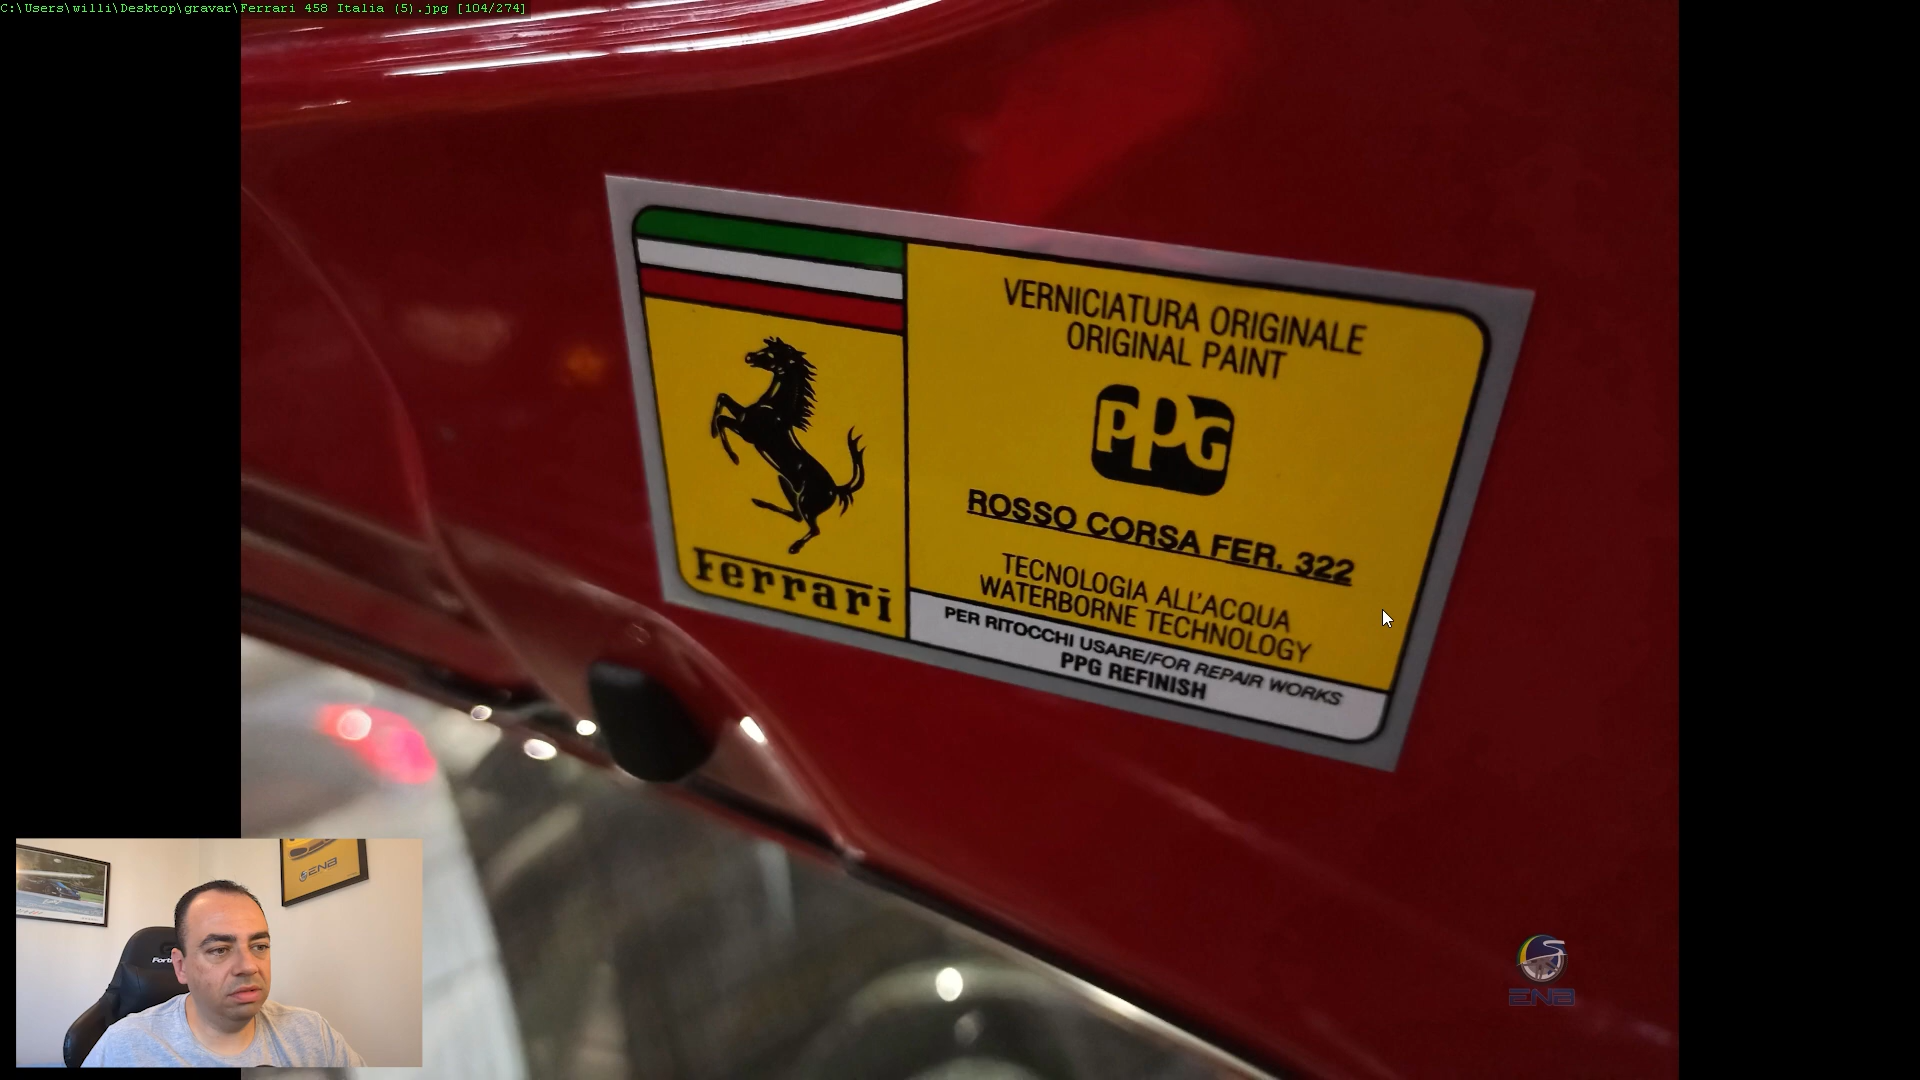 C:\Users\willi\Desktop\gravar\Ferrari 458 Italia (5).jpg [104/274]
VERNICIATURA ORIGINALE
ORIGINAL PAINT
PPG
ROSSO CORSA FER. 322
TECNOLOGIA ALL'ACQUA
WATERBORNE TECHNOLOGY
PER RITOCCHI USARE/FOR REPAIR WORKS
PPG REFINISH
Ferrari
ENB
ENB